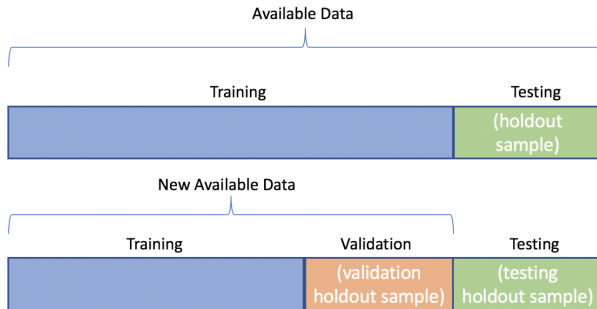 Available Data
Training
Testing
(holdout
sample)
New Available Data
Training
Validation
Testing
(validation
holdout sample)
(testing
holdout sample)